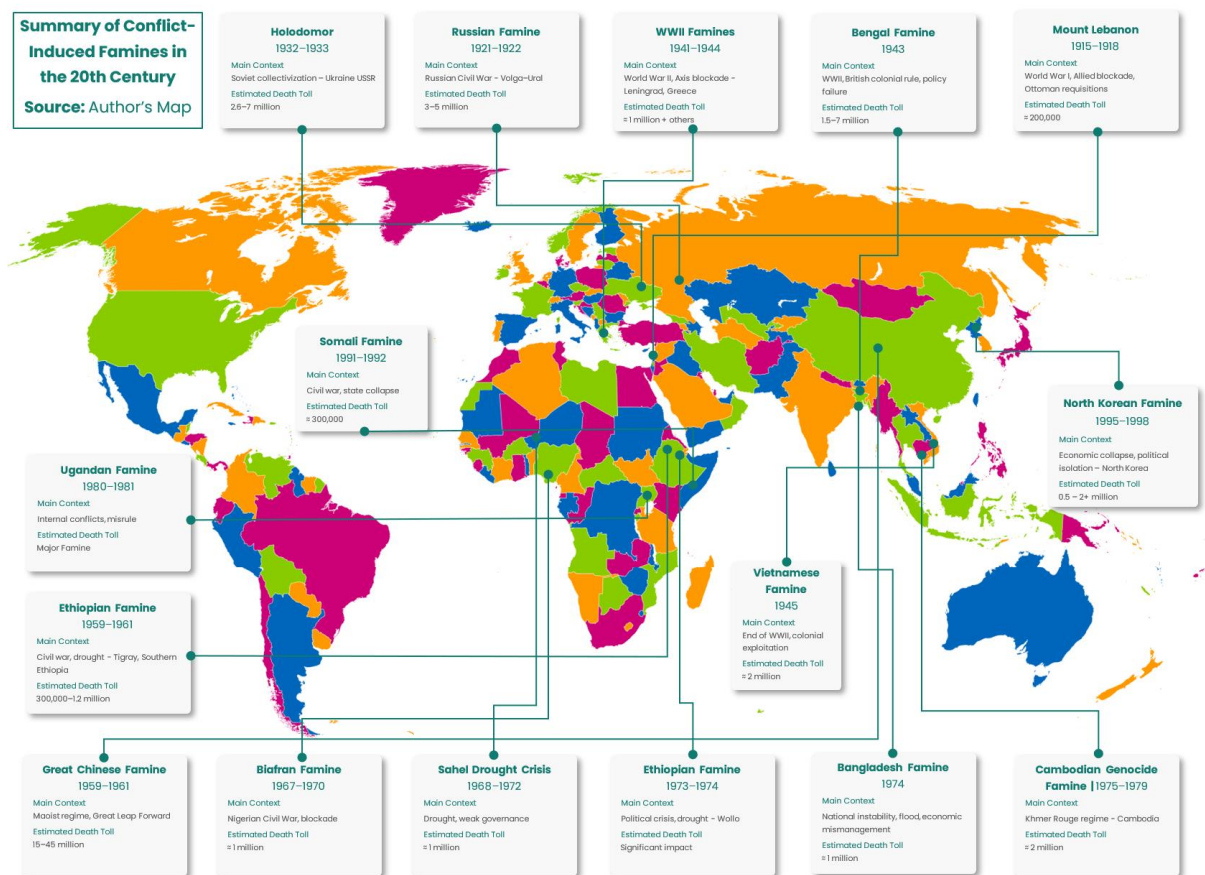 Summary of Conflict-
Induced Famines in
the 20th Century
Source: Author's Map
Holodomor
1932–1933
Main Context
Soviet collectivization – Ukraine USSR
Estimated Death Toll
2.6–7 million
Russian Famine
1921–1922
Main Context
Russian Civil War - Volga-Ural
Estimated Death Toll
3–5 million
WWII Famines
1941–1944
Main Context
World War II, Axis blockade -
Leningrad, Greece
Estimated Death Toll
≈ 1 million + others
Bengal Famine
1943
Main Context
WWII, British colonial rule, policy
failure
Estimated Death Toll
1.5–7 million
Mount Lebanon
1915–1918
Main Context
World War I, Allied blockade,
Ottoman requisitions
Estimated Death Toll
≈ 200,000
Somali Famine
1991–1992
Main Context
Civil war, state collapse
Estimated Death Toll
≈ 300,000
North Korean Famine
1995–1998
Main Context
Economic collapse, political
isolation – North Korea
Estimated Death Toll
0.5 – 2+ million
Ugandan Famine
1980–1981
Main Context
Internal conflicts, misrule
Estimated Death Toll
Major Famine
Vietnamese
Famine
1945
Main Context
End of WWII, colonial
exploitation
Estimated Death Toll
≈ 2 million
Ethiopian Famine
1959–1961
Main Context
Civil war, drought - Tigray, Southern
Ethiopia
Estimated Death Toll
300,000–1.2 million
Great Chinese Famine
1959–1961
Main Context
Maoist regime, Great Leap Forward
Estimated Death Toll
15–45 million
Biafran Famine
1967–1970
Main Context
Nigerian Civil War, blockade
Estimated Death Toll
≈ 1 million
Sahel Drought Crisis
1968–1972
Main Context
Drought, weak governance
Estimated Death Toll
≈ 1 million
Ethiopian Famine
1973–1974
Main Context
Political crisis, drought - Wollo
Estimated Death Toll
Significant impact
Bangladesh Famine
1974
Main Context
National instability, flood, economic
mismanagement
Estimated Death Toll
≈ 1 million
Cambodian Genocide
Famine | 1975–1979
Main Context
Khmer Rouge regime - Cambodia
Estimated Death Toll
≈ 2 million